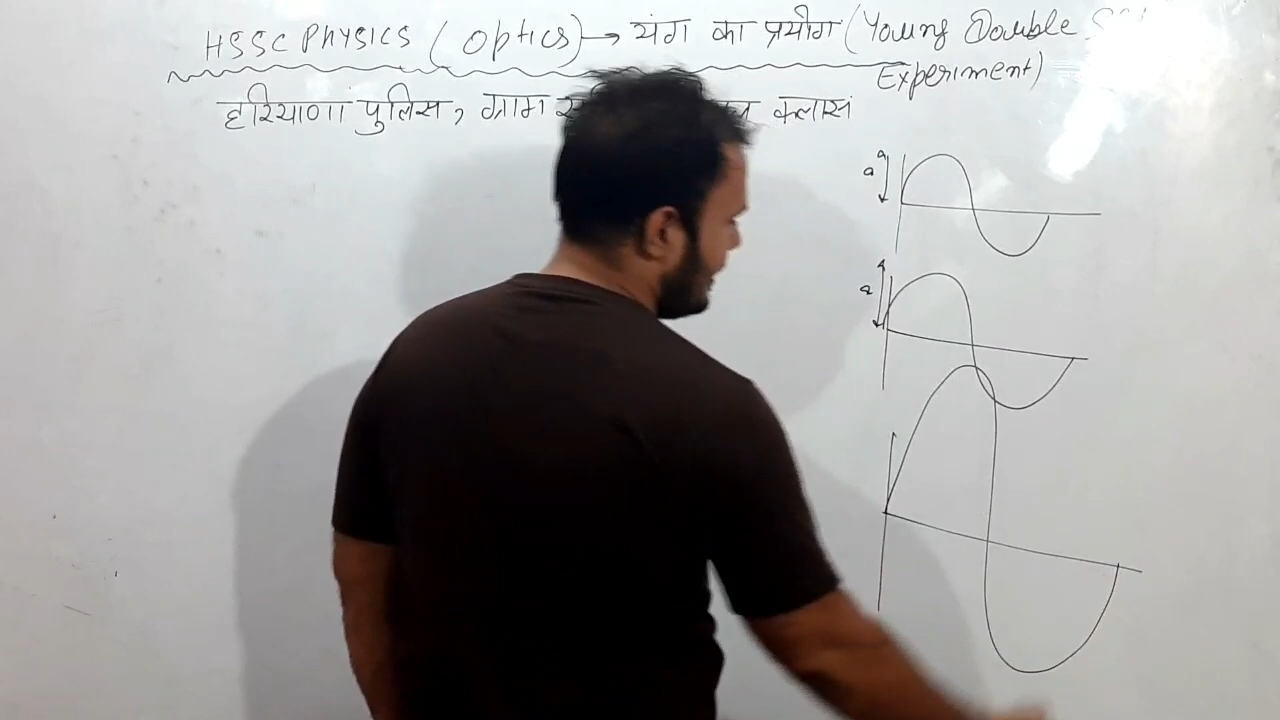 HSSC PHYSICS (Optics) → यंग का प्रयोग (Young Double
Experiment)
हरियाणा पुलिस, ग्राम क्लास
a
a